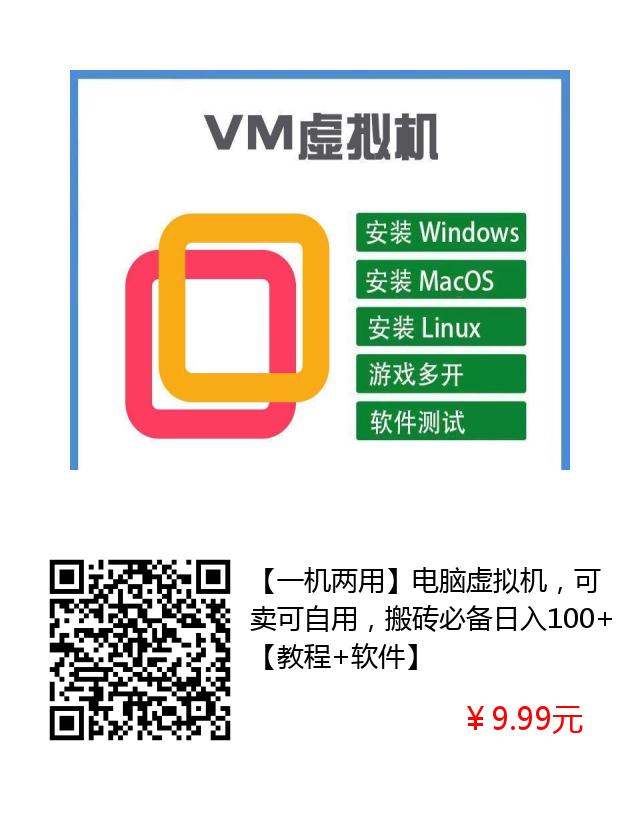 VM虚拟机
安装 Windows
安装 MacOS
安装 Linux
游戏多开
软件测试
【一机两用】电脑虚拟机，可
卖可自用，搬砖必备日入100+
【教程+软件】
￥9.99元